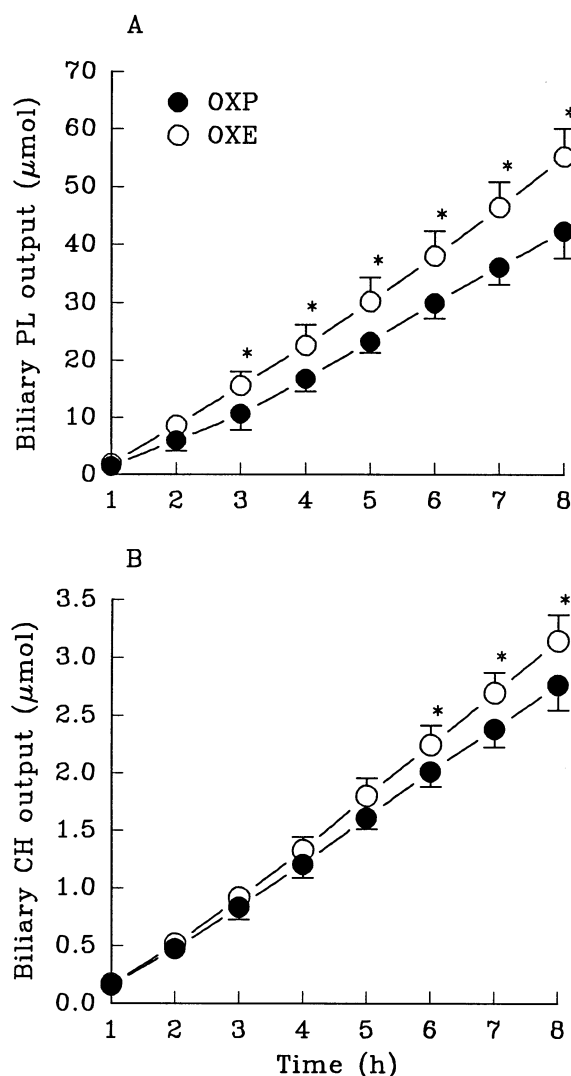 A
Biliary PL output (μmol)
70
60
50
40
30
20
10
0
OXP
OXE
* * * * * *
1 2 3 4 5 6 7 8
B
Biliary CH output (μmol)
3.5
3.0
2.5
2.0
1.5
1.0
0.5
0.0
* * *
1 2 3 4 5 6 7 8
Time (h)